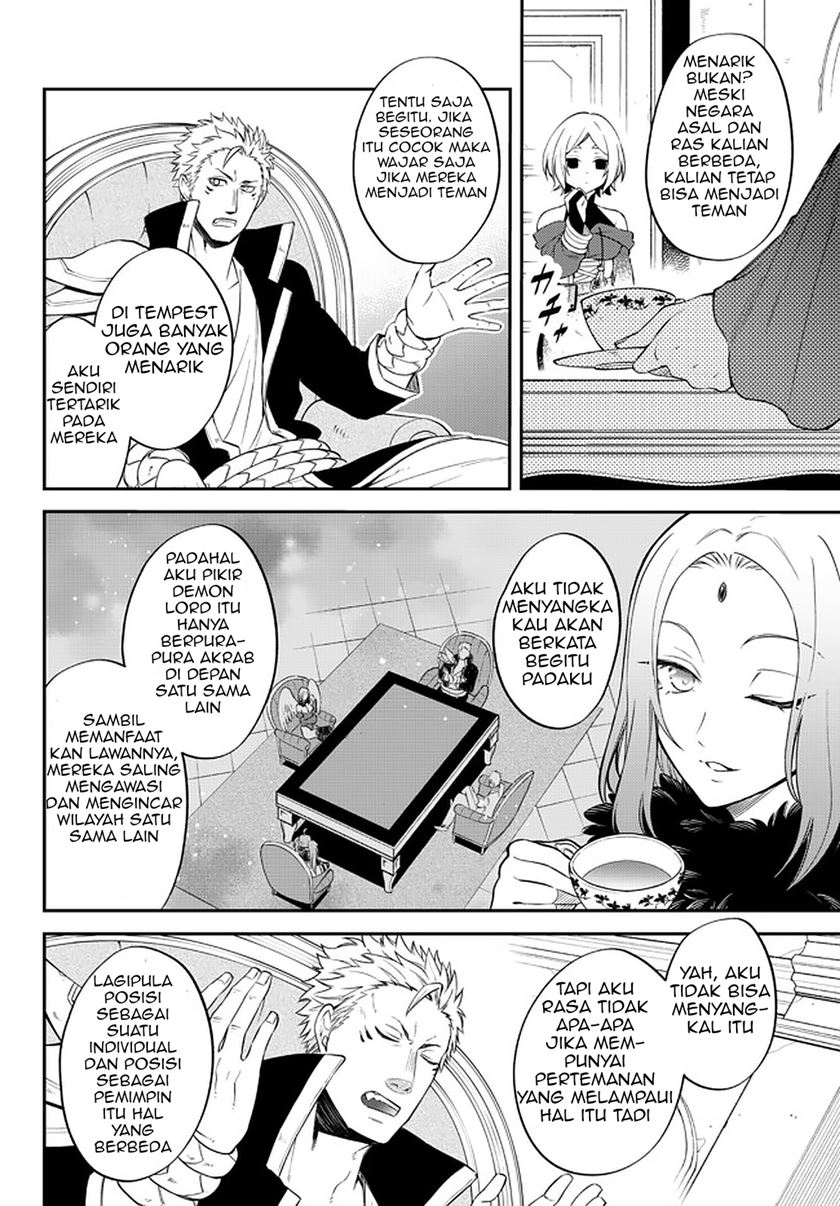 MENARIK
BUKAN?
MESKI
NEGARA
ASAL DAN
RAS KALIAN
BERBEDA,
KALIAN TETAP
BISA MENJADI
TEMAN
TENTU SAJA
BEGITU. JIKA
SESEORANG
ITU COCOK MAKA
WAJAR SAJA
JIKA MEREKA
MENJADI TEMAN
DI TEMPEST
JUGA BANYAK
ORANG YANG
MENARIK
AKU
SENDIRI
TERTARIK
PADA
MEREKA
AKU TIDAK
MENYANGKA
KAU AKAN
BERKATA
BEGITU
PADAKU
PADAHAL
AKU PIKIR
DEMON
LORD ITU
HANYA
BERPURA-
PURA AKRAB
DI DEPAN
SATU SAMA
LAIN
SAMBIL
MEMANFAAT
KAN LAWANNYA,
MEREKA SALING
MENGAWASI
DAN MENGINCAR
WILAYAH SATU
SAMA LAIN
YAH, AKU
TIDAK BISA
MENYANG-
KAL ITU
TAPI AKU
RASA TIDAK
APA-APA
JIKA MEM-
PUNYAI
PERTEMANAN
YANG MELAMPAUI
HAL ITU TADI
LAGIPULA
POSISI
SEBAGAI
SUATU
INDIVIDUAL
DAN POSISI
SEBAGAI
PEMIMPIN
ITU HAL
YANG
BERBEDA